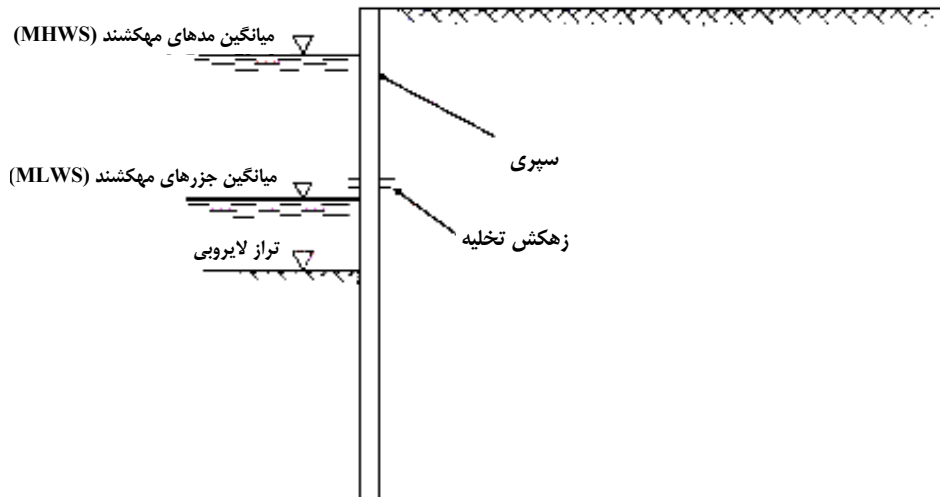 میانگین مدهای مهکشند (MHWS)
سپری
میانگین جزرهای مهکشند (MLWS)
زهکش تخلیه
تراز لایروبی